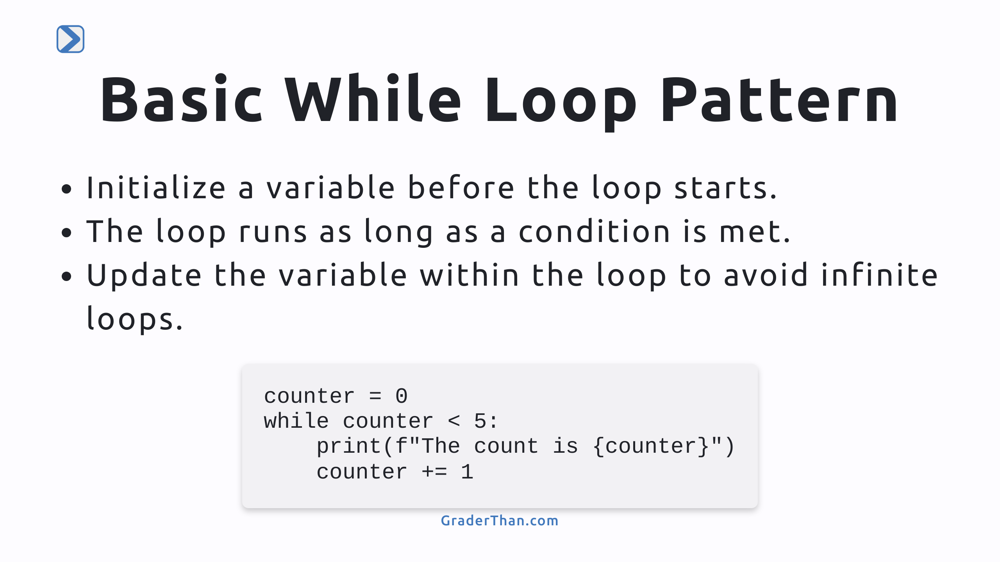 Basic While Loop Pattern
• Initialize a variable before the loop starts.
• The loop runs as long as a condition is met.
• Update the variable within the loop to avoid infinite
loops.
counter = 0
while counter < 5:
    print(f"The count is {counter}")
    counter += 1
GraderThan.com